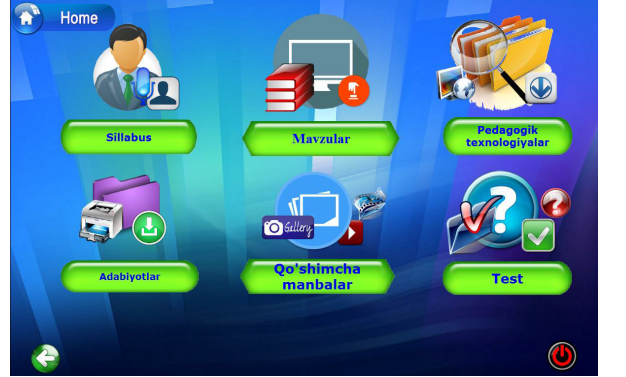 Home
Sillabus
Mavzular
Pedagogik
texnologiyalar
Gallery
Adabiyotlar
Qo'shimcha
manbalar
Test